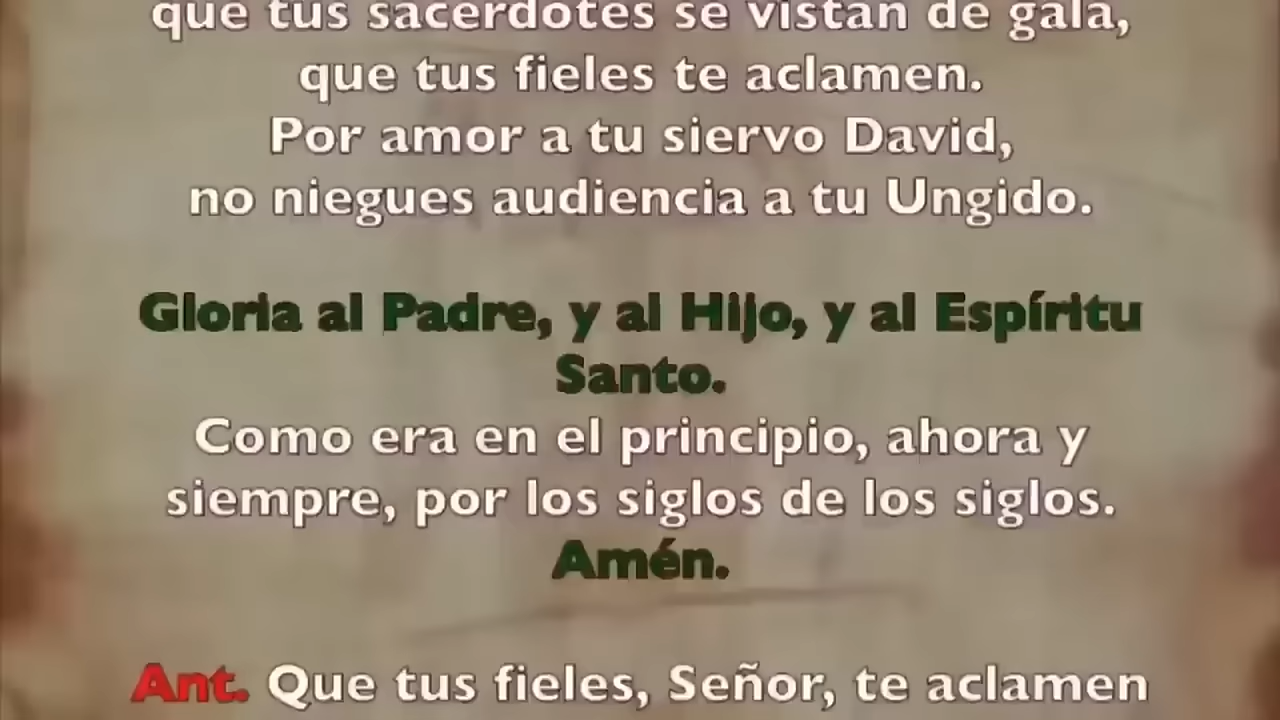 que tus sacerdotes se vistan de gala,
que tus fieles te aclamen.
Por amor a tu siervo David,
no niegues audiencia a tu Ungido.
Gloria al Padre, y al Hijo, y al Espíritu
Santo.
Como era en el principio, ahora y
siempre, por los siglos de los siglos.
Amén.
Ant. Que tus fieles, Señor, te aclamen